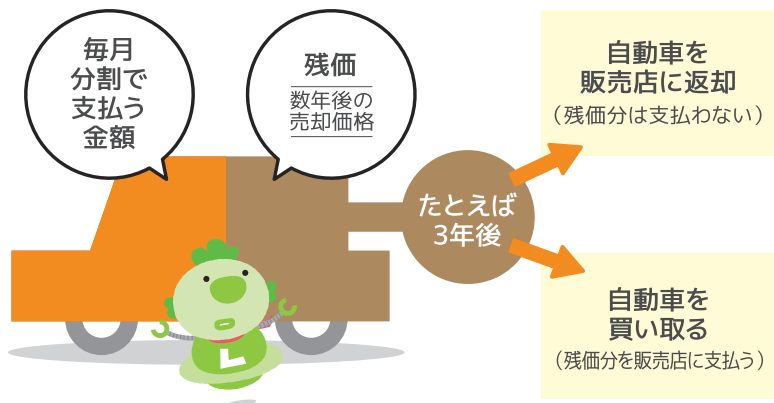 毎月
分割で
支払う
金額
残価
数年後の
売却価格
たとえば
3年後
自動車を
販売店に返却
（残価分は支払わない）
自動車を
買い取る
（残価分を販売店に支払う）
L